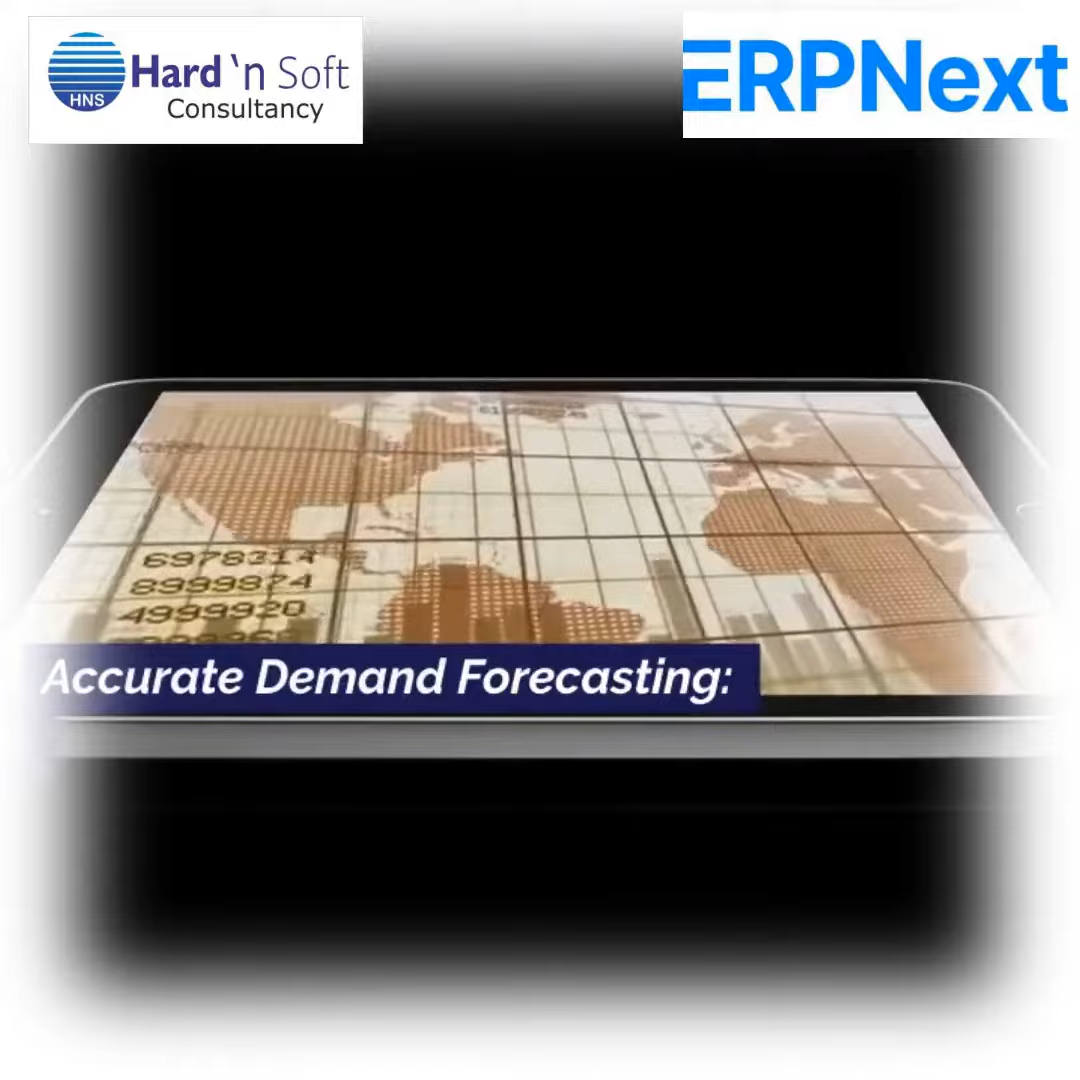 Hard 'n Soft
HNS
Consultancy
ERPNext
6978314
8999874
4999920
Accurate Demand Forecasting: